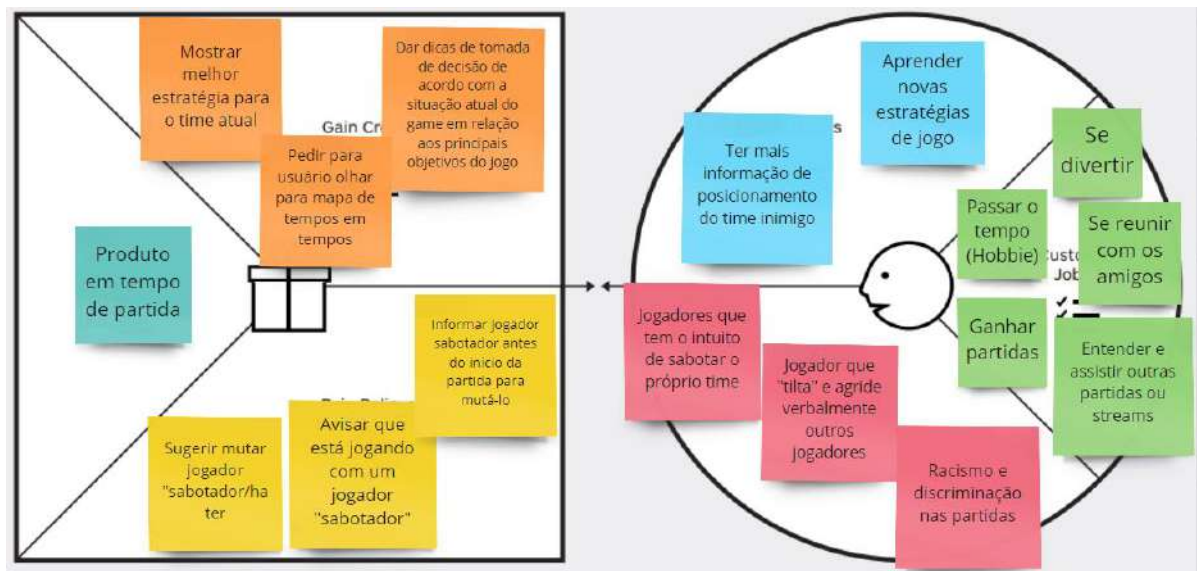 Mostrar
melhor
estratégia para
o time atual
Dar dicas de tomada
de decisão de
acordo com a
situação atual do
game em relação
aos principais
objetivos do jogo
Gain Cr
Pedir para
usuário olhar
para mapa de
tempos em
tempos
Produto
em tempo
de partida
Informar jogador
sabotador antes
do inicio da
partida para
mutá-lo
Sugerir mutar
jogador
"sabotador/ha
ter
Avisar que
está jogando
com um
jogador
"sabotador"
Aprender
novas
estratégias
de jogo
s
Ter mais
informação de
posicionamento
do time inimigo
Se
divertir
Passar o
tempo
(Hobbie)
Se reunir
com os
amigos
usto
Job
Ganhar
partidas
Entender e
assistir outras
partidas ou
streams
Jogadores que
tem o intuito
de sabotar o
próprio time
Jogador que
"tilta" e agride
verbalmente
outros
jogadores
Racismo e
discriminação
nas partidas